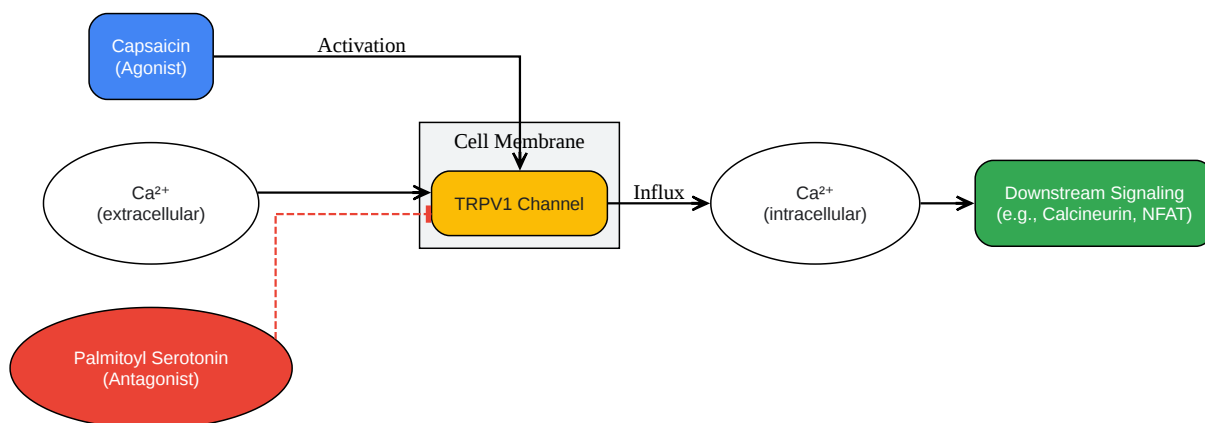 Capsaicin
(Agonist)
Activation
Cell Membrane
Ca²⁺
(extracellular)
TRPV1 Channel
Influx
Ca²⁺
(intracellular)
Downstream Signaling
(e.g., Calcineurin, NFAT)
Palmitoyl Serotonin
(Antagonist)